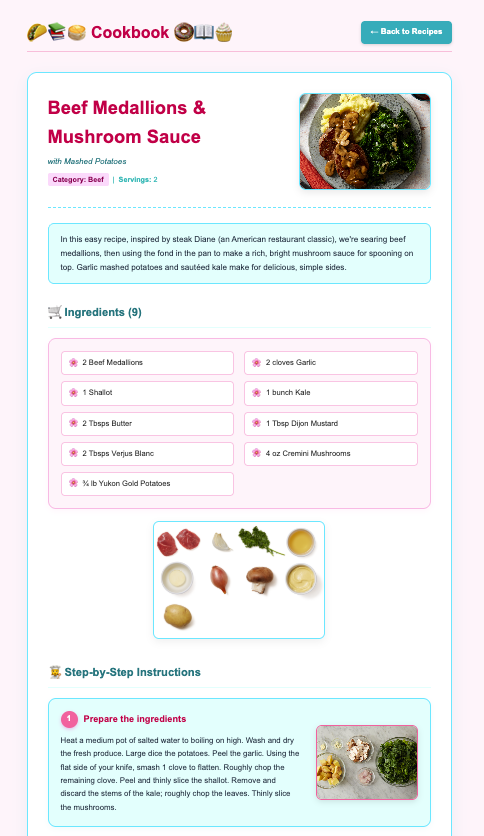 Cookbook
← Back to Recipes
Beef Medallions &
Mushroom Sauce
with Mashed Potatoes
Category: Beef | Servings: 2
In this easy recipe, inspired by steak Diane (an American restaurant classic), we're searing beef
medallions, then using the fond in the pan to make a rich, bright mushroom sauce for spooning on
top. Garlic mashed potatoes and sautéed kale make for delicious, simple sides.
Ingredients (9)
2 Beef Medallions
2 cloves Garlic
1 Shallot
1 bunch Kale
2 Tbsps Butter
1 Tbsp Dijon Mustard
2 Tbsps Verjus Blanc
4 oz Cremini Mushrooms
¾ lb Yukon Gold Potatoes
Step-by-Step Instructions
1 Prepare the ingredients
Heat a medium pot of salted water to boiling on high. Wash and dry
the fresh produce. Large dice the potatoes. Peel the garlic. Using the
flat side of your knife, smash 1 clove to flatten. Roughly chop the
remaining clove. Peel and thinly slice the shallot. Remove and
discard the stems of the kale; roughly chop the leaves. Thinly slice
the mushrooms.